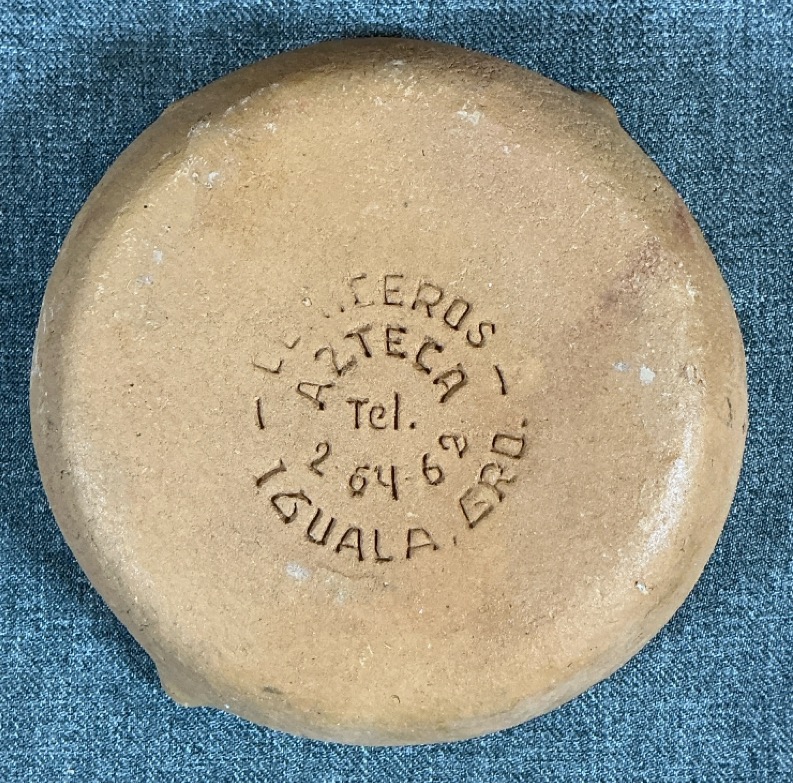 AZTECA
Tel.
2-64-62
IGUALA, GRO.